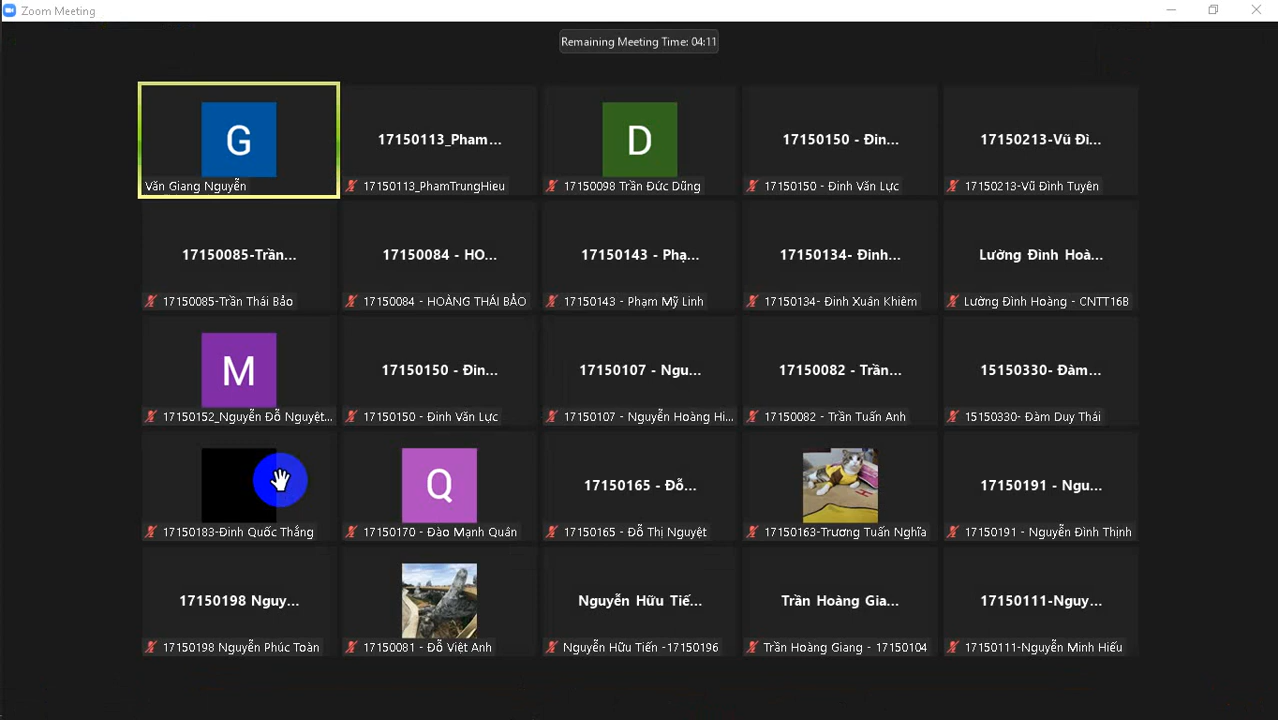 Zoom Meeting
Remaining Meeting Time: 04:11
G
17150113_Pham...
D
17150150 - Đin...
17150213-Vũ Đì...
Văn Giang Nguyễn
17150113_PhamTrungHieu
17150098 Trần Đức Dũng
17150150 - Đinh Văn Lực
17150213-Vũ Đình Tuyên
17150085-Trần...
17150084 - HO...
17150143 - Phạ...
17150134- Đinh...
Lường Đình Hoà...
17150085-Trần Thái Bảo
17150084 - HOÀNG THÁI BẢO
17150143 - Phạm Mỹ Linh
17150134- Đinh Xuân Khiêm
Lường Đình Hoàng - CNTT16B
M
17150150 - Đin...
17150107 - Ngu...
17150082 - Trần...
15150330- Đàm...
17150152_Nguyễn Đỗ Nguyệt...
17150150 - Đinh Văn Lực
17150107 - Nguyễn Hoàng Hi...
17150082 - Trần Tuấn Anh
15150330- Đàm Duy Thái
Q
17150165 - Đỗ...
17150191 - Ngu...
17150183-Đinh Quốc Thắng
17150170 - Đào Mạnh Quân
17150165 - Đỗ Thị Nguyệt
17150163-Trương Tuấn Nghĩa
17150191 - Nguyễn Đình Thịnh
17150198 Nguy...
Nguyễn Hữu Tiế...
Trần Hoàng Gia...
17150111-Nguy...
17150198 Nguyễn Phúc Toàn
17150081 - Đỗ Việt Anh
Nguyễn Hữu Tiến -17150196
Trần Hoàng Giang - 17150104
17150111-Nguyễn Minh Hiếu